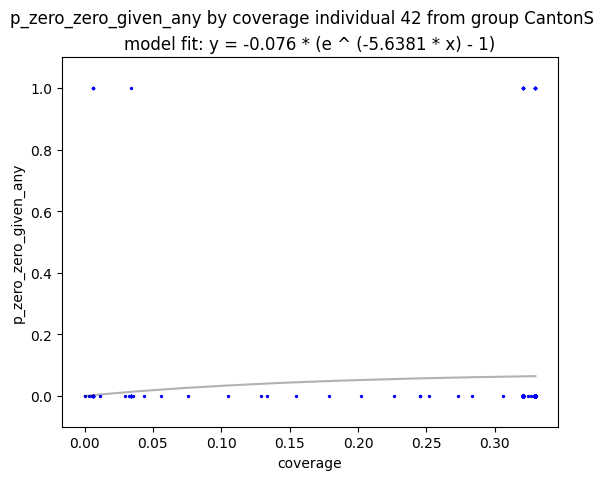 p_zero_zero_given_any by coverage individual 42 from group CantonS
model fit: y = -0.076 * (e ^ (-5.6381 * x) - 1)
p_zero_zero_given_any
1.0
0.8
0.6
0.4
0.2
0.0
0.00 0.05 0.10 0.15 0.20 0.25 0.30
coverage